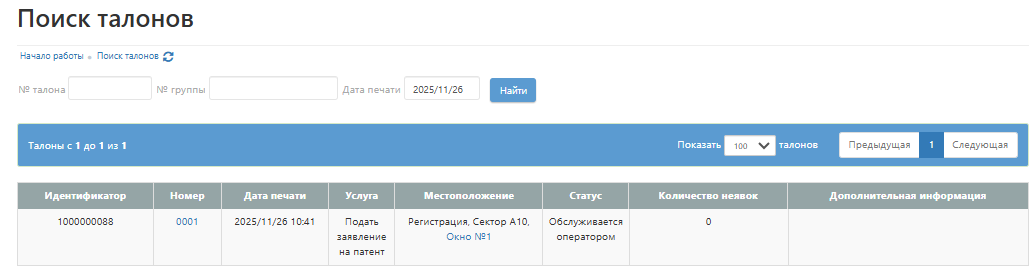 Поиск талонов
Начало работы Поиск талонов
№ талона № группы Дата печати 2025/11/26 Найти
Талоны с 1 до 1 из 1 Показать 100 талонов Предыдущая 1 Следующая
Идентификатор Номер Дата печати Услуга Местоположение Статус Количество неявок Дополнительная информация
1000000088 0001 2025/11/26 10:41 Подать Регистрация, Сектор А10, Обслуживается 0
заявление Окно №1 оператором
на патент